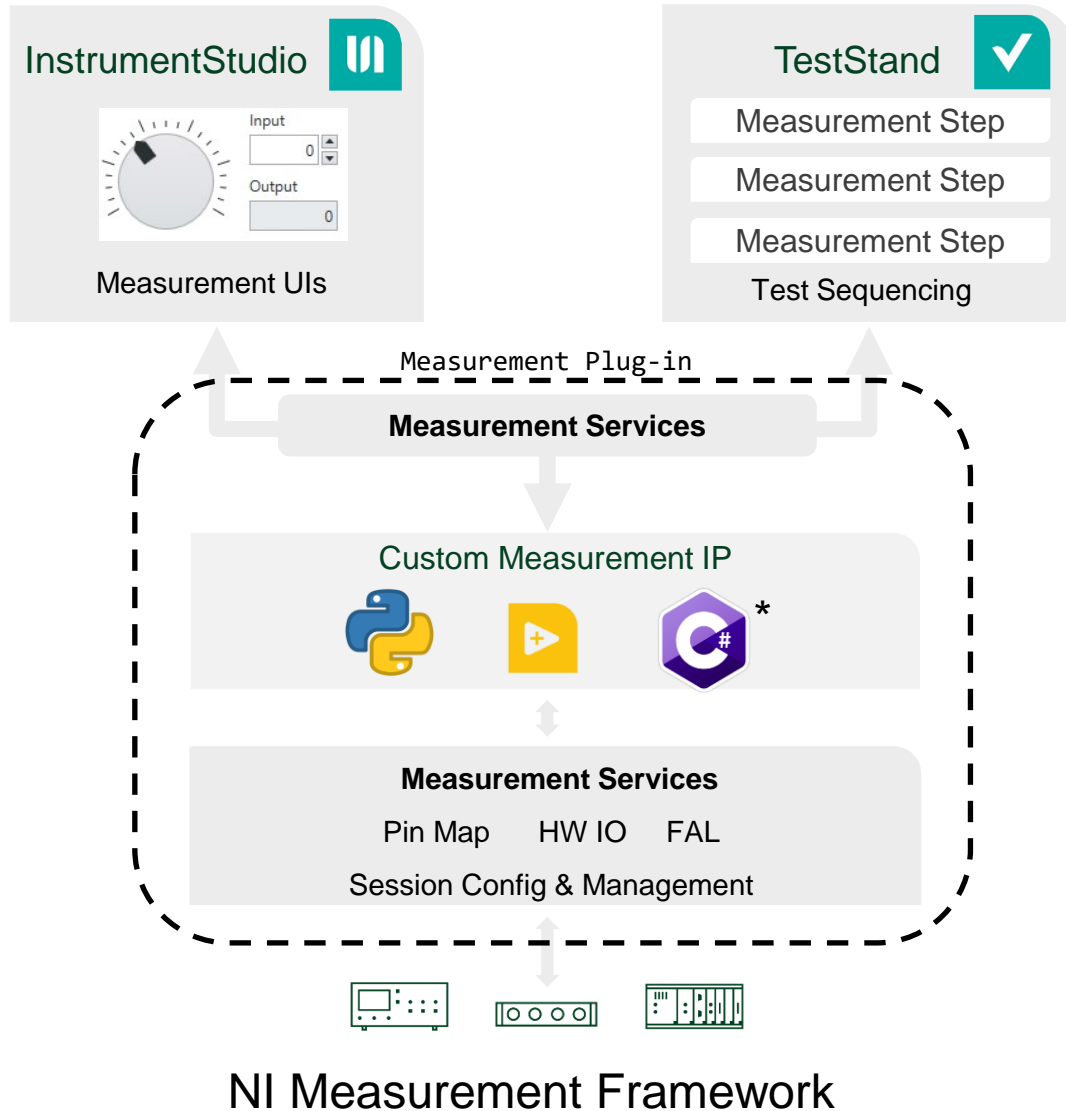 InstrumentStudio
Input
0
Output
0
Measurement UIs
TestStand
Measurement Step
Measurement Step
Measurement Step
Test Sequencing
Measurement Plug-in
Measurement Services
Custom Measurement IP
C# *
Measurement Services
Pin Map HW IO FAL
Session Config & Management
NI Measurement Framework